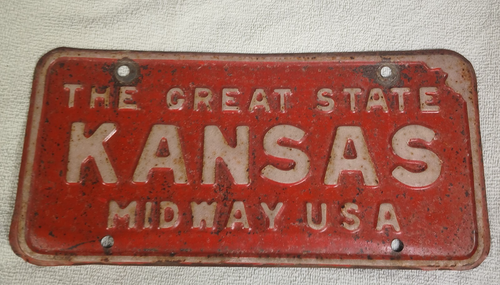 THE GREAT STATE
KANSAS
MIDWAY USA